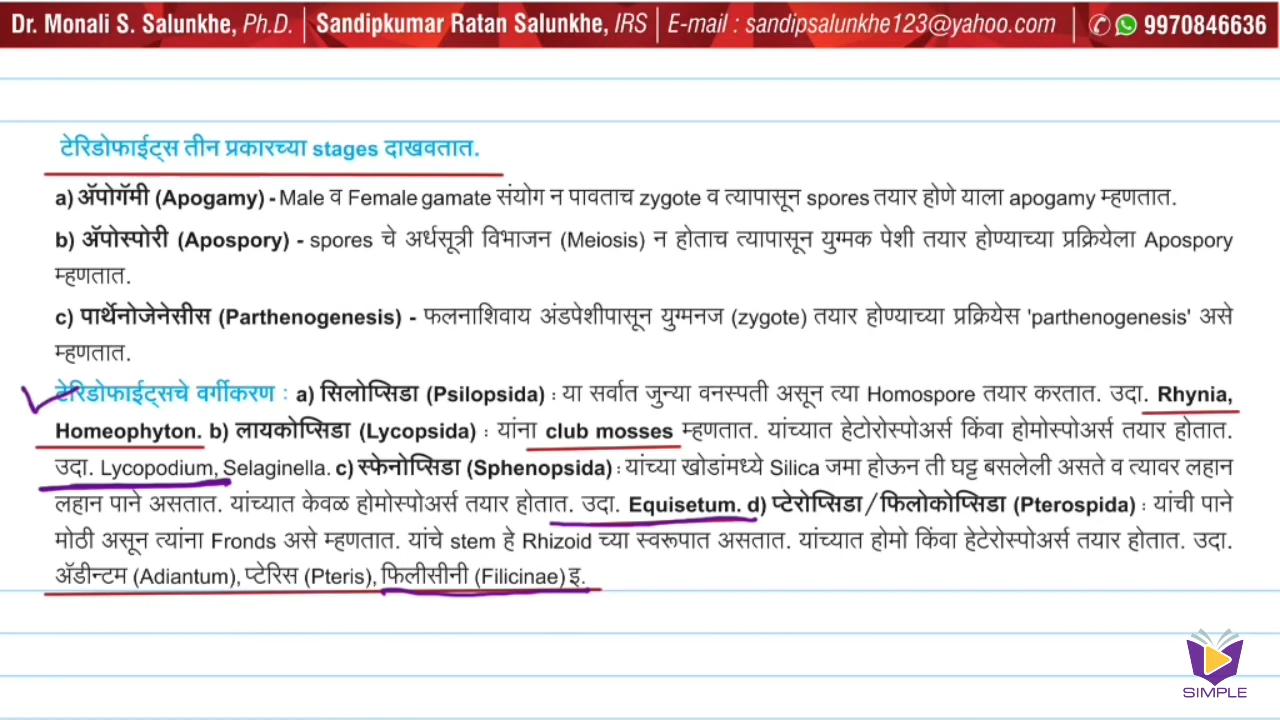 Dr. Monali S. Salunkhe, Ph.D. | Sandipkumar Ratan Salunkhe, IRS | E-mail : sandipsalunkhe123@yahoo.com | 9970846636
टेरिडोफाईट्स तीन प्रकारच्या stages दाखवतात.
a) ॲपोगॅमी (Apogamy) - Male व Female gamate संयोग न पावताच zygote व त्यापासून spores तयार होणे याला apogamy म्हणतात.
b) ॲपोस्पोरी (Apospory) - spores चे अर्धसूत्री विभाजन (Meiosis) न होताच त्यापासून युग्मक पेशी तयार होण्याच्या प्रक्रियेला Apospory
म्हणतात.
c) पार्थेनोजेनेसीस (Parthenogenesis) - फलनाशिवाय अंडपेशीपासून युग्मनज (zygote) तयार होण्याच्या प्रक्रियेस 'parthenogenesis' असे
म्हणतात.
टेरिडोफाईट्सचे वर्गीकरण : a) सिलोप्सिडा (Psilopsida) : या सर्वात जुन्या वनस्पती असून त्या Homospore तयार करतात. उदा. Rhynia,
Homeophyton. b) लायकोप्सिडा (Lycopsida) : यांना club mosses म्हणतात. यांच्यात हेटोरोस्पोअर्स किंवा होमोस्पोअर्स तयार होतात.
उदा. Lycopodium, Selaginella. c) स्फेनोप्सिडा (Sphenopsida) : यांच्या खोडांमध्ये Silica जमा होऊन ती घट्ट बसलेली असते व त्यावर लहान
लहान पाने असतात. यांच्यात केवळ होमोस्पोअर्स तयार होतात. उदा. Equisetum. d) प्टेरोप्सिडा/फिलोकोप्सिडा (Pterospida) : यांची पाने
मोठी असून त्यांना Fronds असे म्हणतात. यांचे stem हे Rhizoid च्या स्वरूपात असतात. यांच्यात होमो किंवा हेटेरोस्पोअर्स तयार होतात. उदा.
ॲडीन्टम (Adiantum), प्टेरिस (Pteris), फिलीसीनी (Filicinae) इ.
SIMPLE